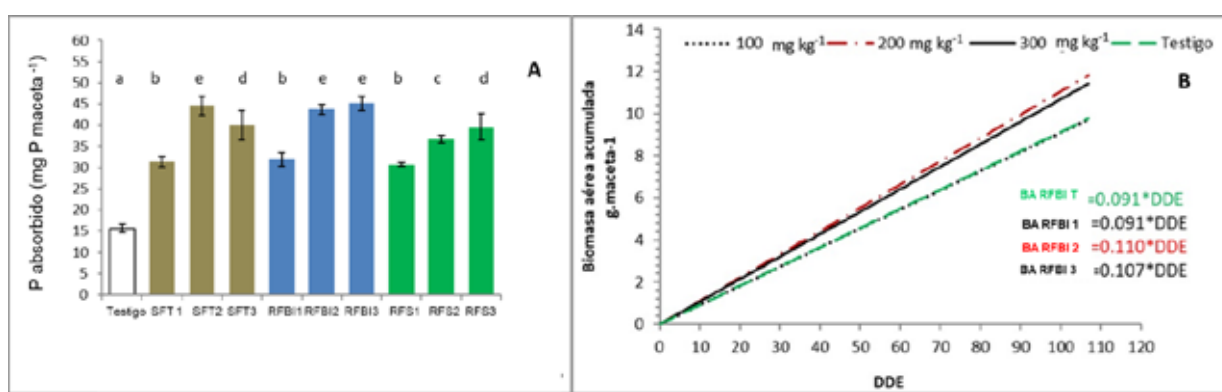 A
P absorbido (mg P maceta -1)
60
55
50
45
40
35
30
25
20
15
10
5
0
a b e d b e e b c d
Testigo SFT 1 SFT2 SFT3 RFBI1 RFBI2 RFBI3 RFS1 RFS2 RFS3
B
Biomasa aérea acumulada
g.maceta-1
14
12
10
8
6
4
2
0
100 mg kg-1 200 mg kg-1 300 mg kg-1 Testigo
BA RFBI T =0.091*DDE
BA RFBI 1 =0.091*DDE
BA RFBI 2 =0.110*DDE
BA RFBI 3 =0.107*DDE
0 10 20 30 40 50 60 70 80 90 100 110 120
DDE